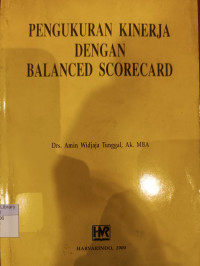 PENGUKURAN KINERJA
DENGAN
BALANCED SCORECARD
Drs. Amin Widjaja Tunggal, Ak. MBA
HARVARINDO, 2000